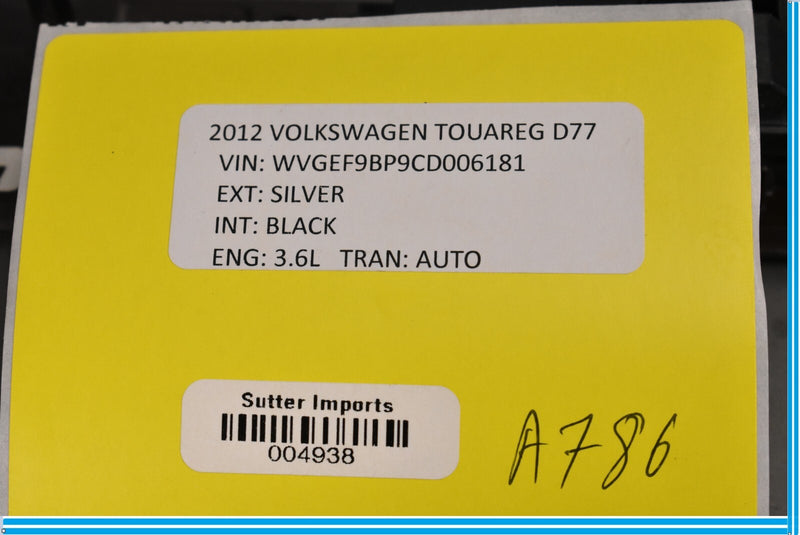 2012 VOLKSWAGEN TOUAREG D77
VIN: WVGEF9BP9CD006181
EXT: SILVER
INT: BLACK
ENG: 3.6L TRAN: AUTO
Sutter Imports
004938
A786